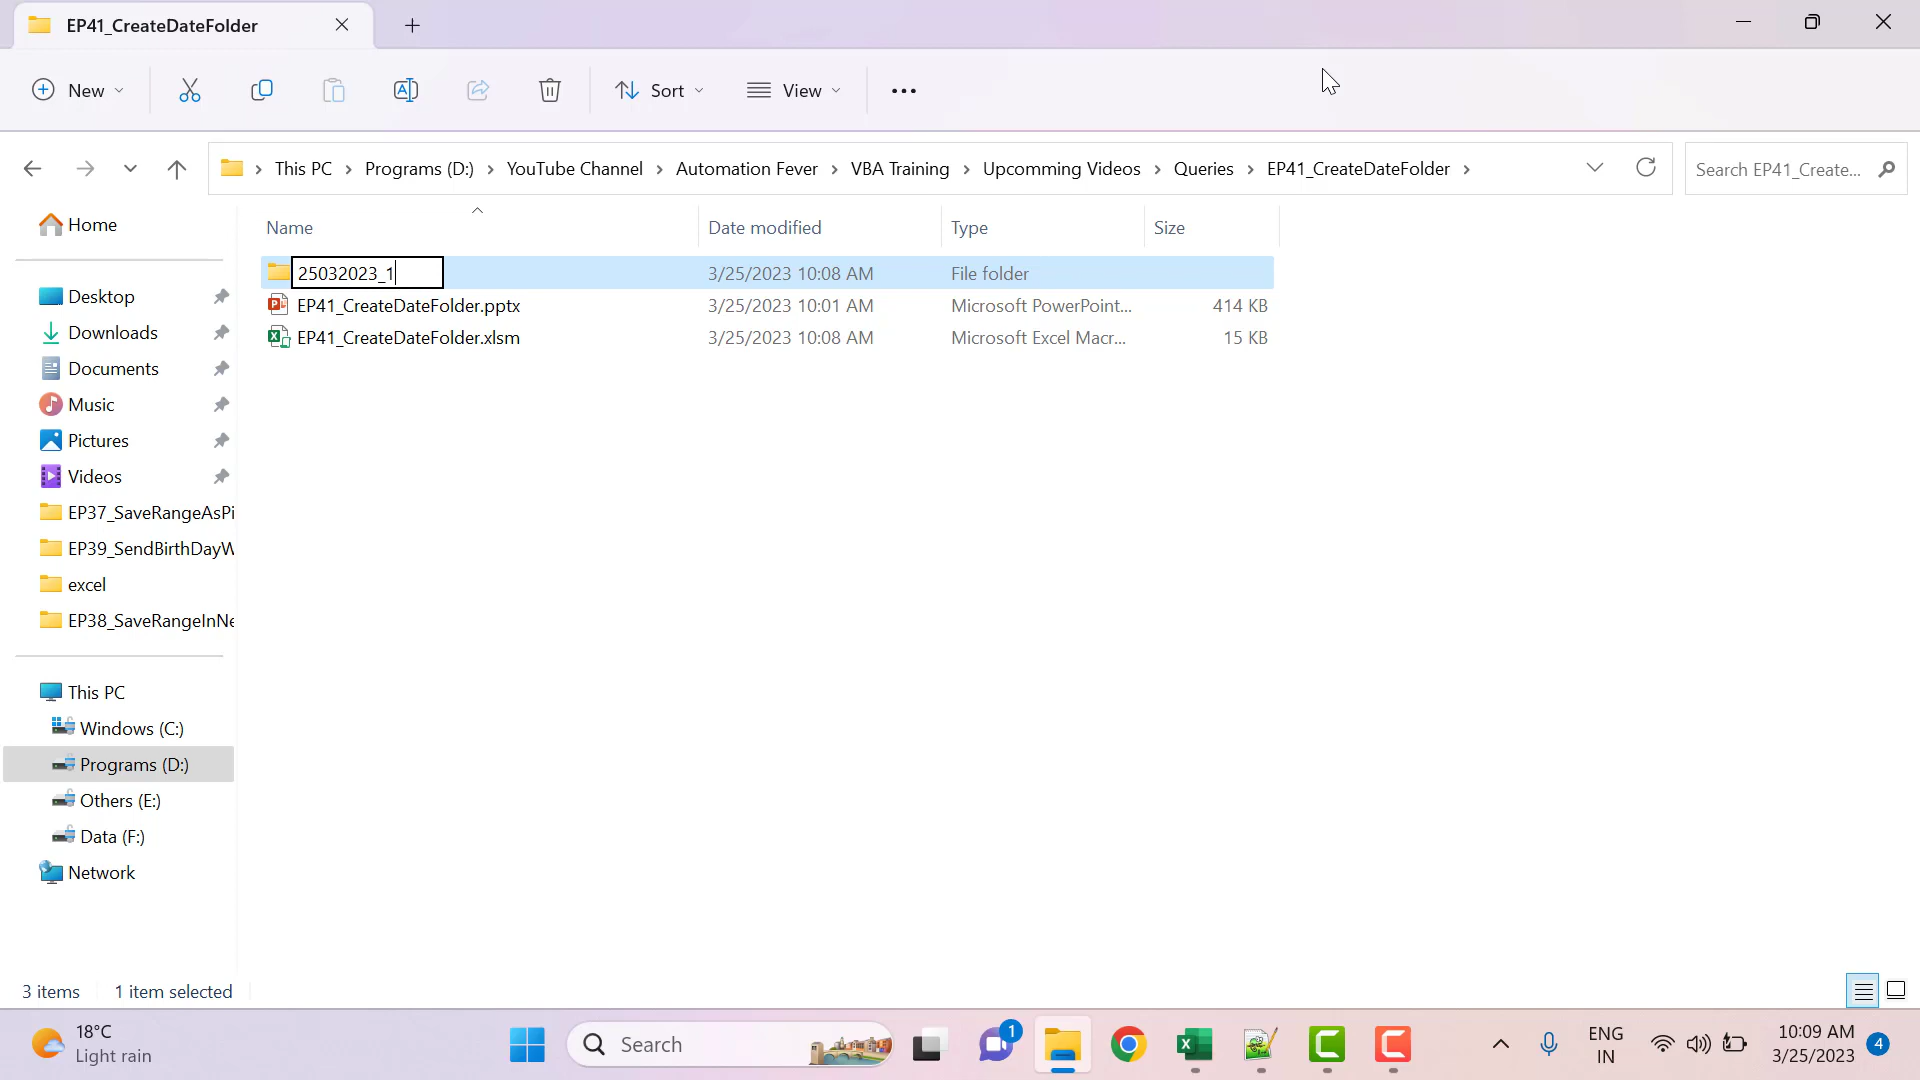 EP41_CreateDateFolder
New
Sort
View
This PC
Programs (D:)
YouTube Channel
Automation Fever
VBA Training
Upcomming Videos
Queries
EP41_CreateDateFolder
Search EP41_Create...
Name
Date modified
Type
Size
25032023_1
3/25/2023 10:08 AM
File folder
EP41_CreateDateFolder.pptx
3/25/2023 10:01 AM
Microsoft PowerPoint...
414 KB
EP41_CreateDateFolder.xlsm
3/25/2023 10:08 AM
Microsoft Excel Macr...
15 KB
Home
Desktop
Downloads
Documents
Music
Pictures
Videos
EP37_SaveRangeAsPi
EP39_SendBirthDayW
excel
EP38_SaveRangeInNe
This PC
Windows (C:)
Programs (D:)
Others (E:)
Data (F:)
Network
3 items
1 item selected
18°C
Light rain
Search
1
ENG
IN
10:09 AM
3/25/2023
4